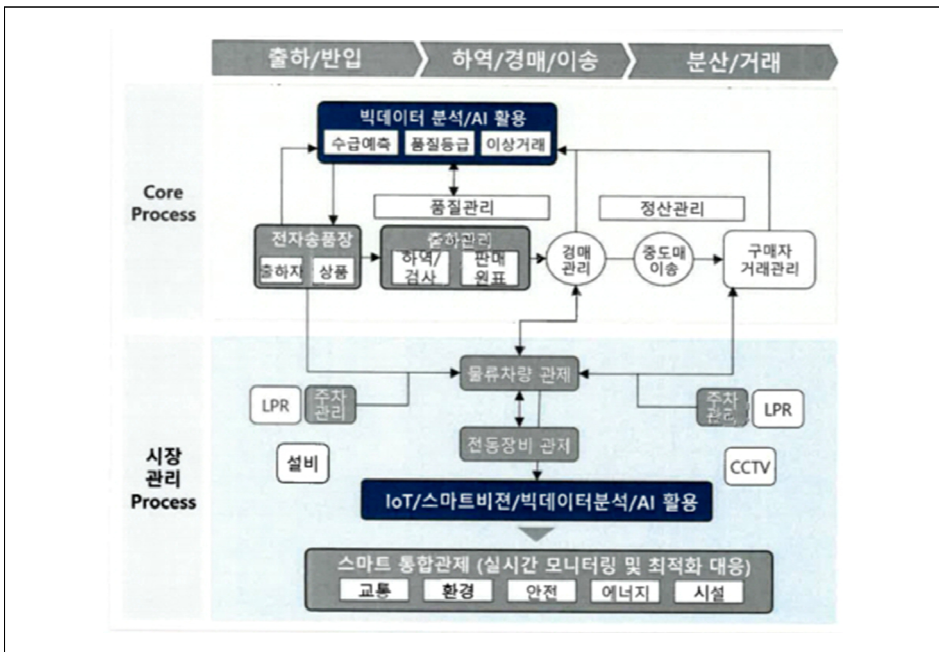 출하/반입
하역/경매/이송
분산/거래
Core
Process
빅데이터 분석/AI 활용
수급예측
품질등급
이상거래
품질관리
정산관리
전자송품장
출하자
상품
출하관리
하역/
검사
판매
원표
경매
관리
중도매
이송
구매자
거래관리
시장
관리
Process
물류차량 관제
LPR
주차
관리
주차
관리
LPR
전동장비 관제
설비
CCTV
IoT/스마트비젼/빅데이터분석/AI 활용
스마트 통합관제 (실시간 모니터링 및 최적화 대응)
교통
환경
안전
에너지
시설